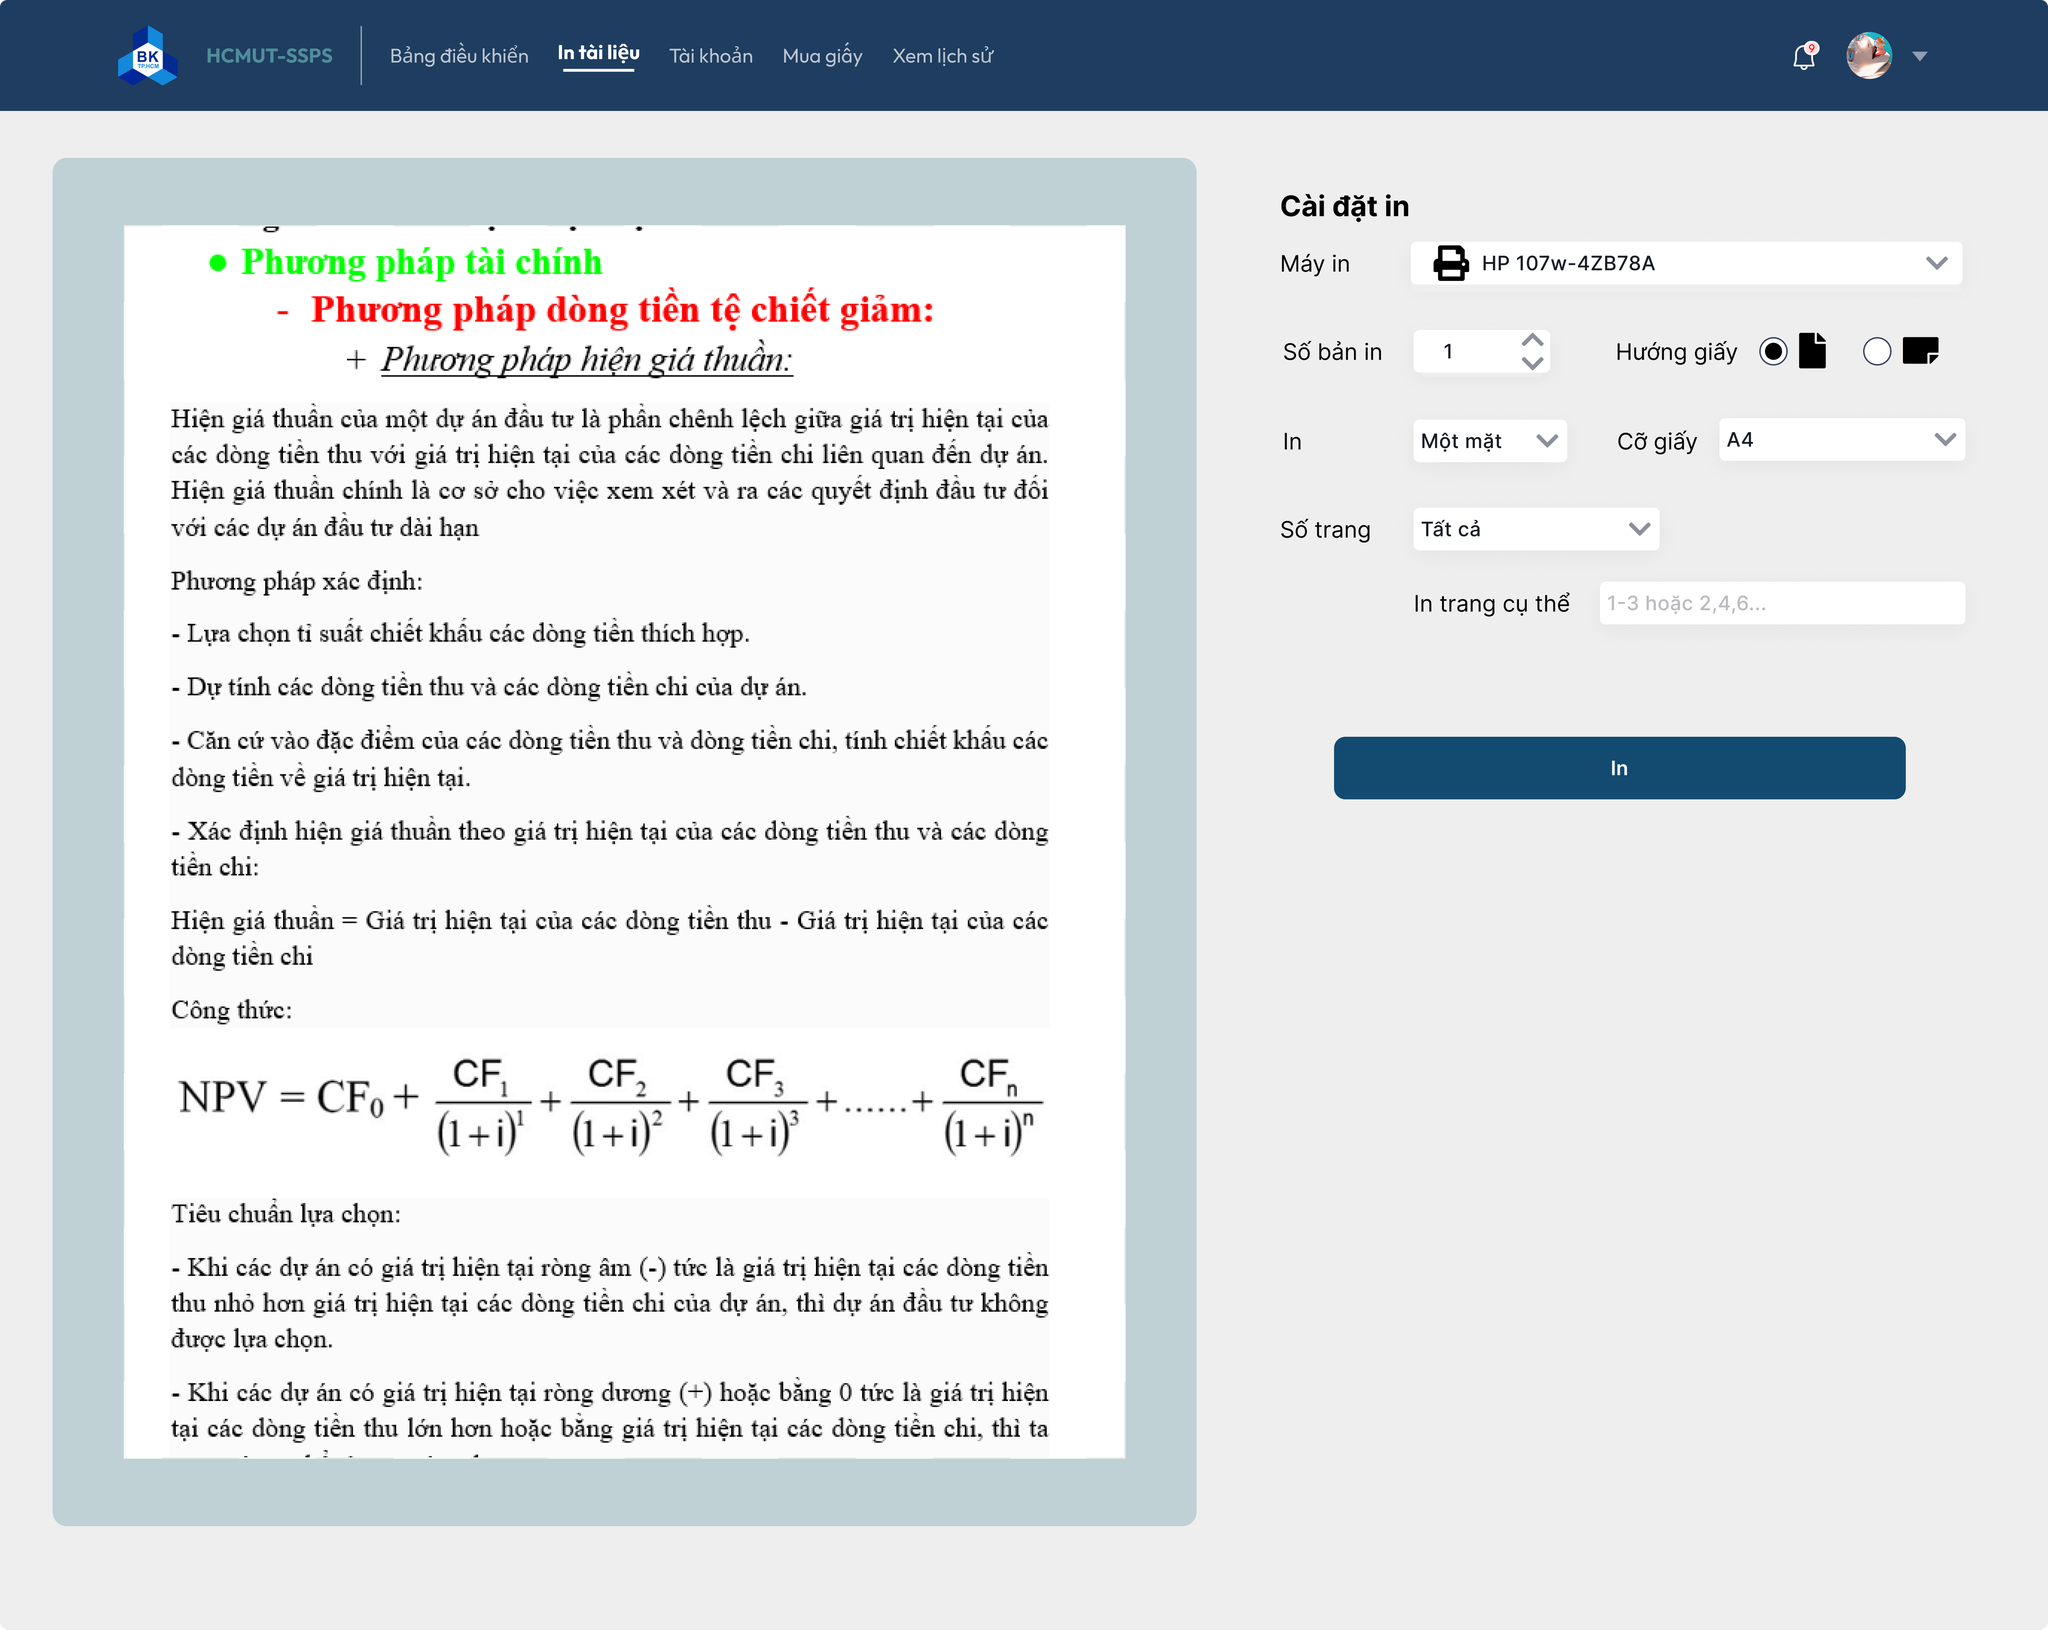 BK
TP.HCM
HCMUT-SSPS
Bảng điều khiển
In tài liệu
Tài khoản
Mua giấy
Xem lịch sử
9
● Phương pháp tài chính
- Phương pháp dòng tiền tệ chiết giảm:
+ Phương pháp hiện giá thuần:
Hiện giá thuần của một dự án đầu tư là phần chênh lệch giữa giá trị hiện tại của
các dòng tiền thu với giá trị hiện tại của các dòng tiền chi liên quan đến dự án.
Hiện giá thuần chính là cơ sở cho việc xem xét và ra các quyết định đầu tư đối
với các dự án đầu tư dài hạn
Phương pháp xác định:
- Lựa chọn tỉ suất chiết khấu các dòng tiền thích hợp.
- Dự tính các dòng tiền thu và các dòng tiền chi của dự án.
- Căn cứ vào đặc điểm của các dòng tiền thu và dòng tiền chi, tính chiết khấu các
dòng tiền về giá trị hiện tại.
- Xác định hiện giá thuần theo giá trị hiện tại của các dòng tiền thu và các dòng
tiền chi:
Hiện giá thuần = Giá trị hiện tại của các dòng tiền thu - Giá trị hiện tại của các
dòng tiền chi
Công thức:
NPV = CF₀ + CF₁/(1+i)¹ + CF₂/(1+i)² + CF₃/(1+i)³ + ...... + CFₙ/(1+i)ⁿ
Tiêu chuẩn lựa chọn:
- Khi các dự án có giá trị hiện tại ròng âm (-) tức là giá trị hiện tại các dòng tiền
thu nhỏ hơn giá trị hiện tại các dòng tiền chi của dự án, thì dự án đầu tư không
được lựa chọn.
- Khi các dự án có giá trị hiện tại ròng dương (+) hoặc bằng 0 tức là giá trị hiện
tại các dòng tiền thu lớn hơn hoặc bằng giá trị hiện tại các dòng tiền chi, thì ta
Cài đặt in
Máy in
HP 107w-4ZB78A
Số bản in
1
Hướng giấy
In
Một mặt
Cỡ giấy
A4
Số trang
Tất cả
In trang cụ thể
1-3 hoặc 2,4,6...
In